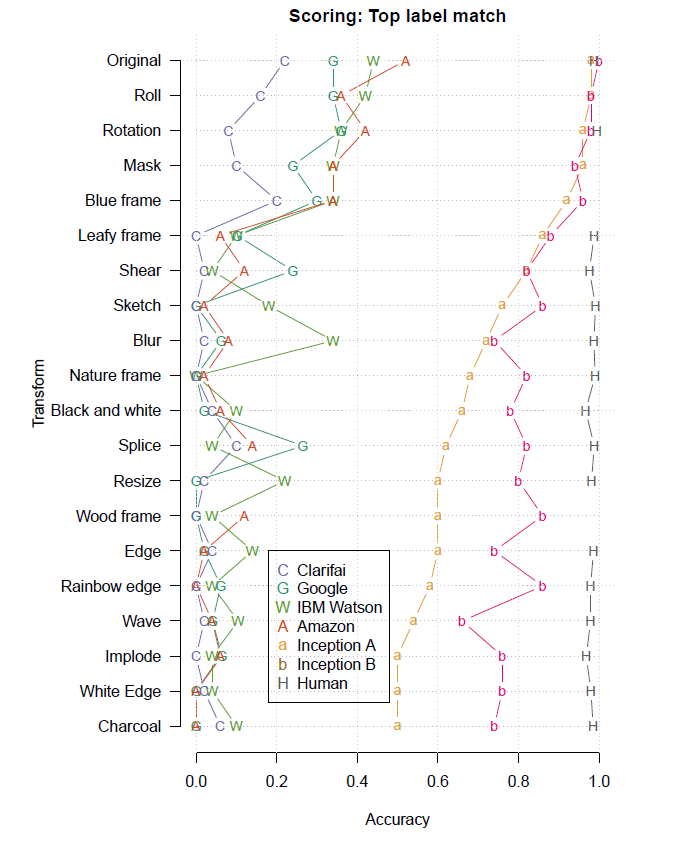 Scoring: Top label match
Original
Roll
Rotation
Mask
Blue frame
Leafy frame
Shear
Sketch
Blur
Nature frame
Black and white
Splice
Resize
Wood frame
Edge
Rainbow edge
Wave
Implode
White Edge
Charcoal
Transform
C Clarifai
G Google
W IBM Watson
A Amazon
a Inception A
b Inception B
H Human
0.0 0.2 0.4 0.6 0.8 1.0
Accuracy